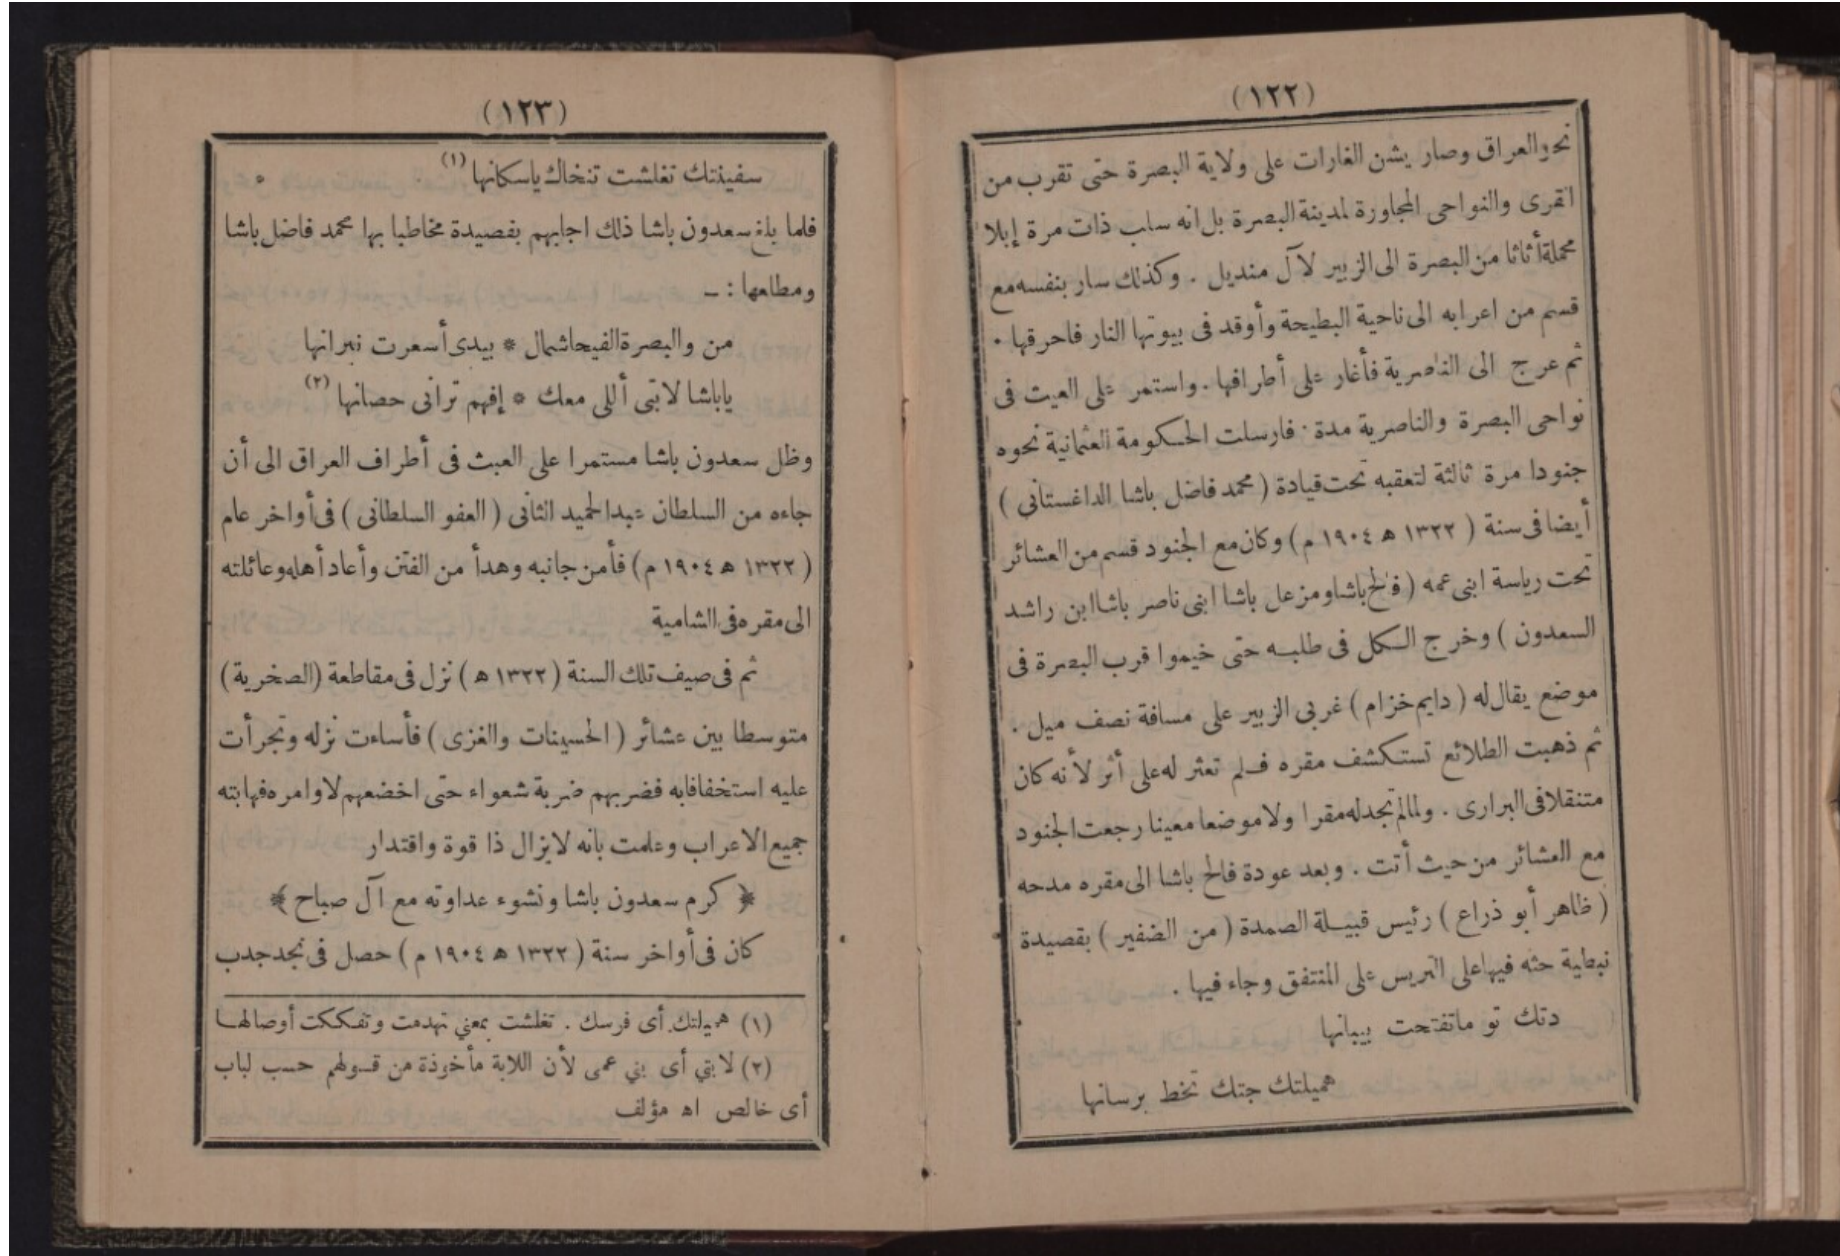 (١٢٢)
نحو العراق وصار يشن الغارات على ولاية البصرة حتى تقرب من
القرى والنواحى المجاورة لمدينة البصرة بل انه سلب ذات مرة إبلا
محملة أثاثا من البصرة الى الزبير لآل منديل . وكذلك سار بنفسه مع
قسم من اعرابه الى ناحية البطيحة وأوقد فى بيوتها النار فاحرقها .
ثم عرج الى الناصرية فأغار على أطرافها . واستمر على العيث فى
نواحى البصرة والناصرية مدة . فارسلت الحكومة العثمانية نحوه
جنودا مرة ثالثة لتعقبه تحت قيادة ( محمد فاضل باشا الداغستانى )
أيضا فى سنة ( ١٣٢٢ ه ١٩٠٤ م ) وكان مع الجنود قسم من العشائر
تحت رياسة ابنى عمه ( فالح باشا ومزعل باشا ابنى ناصر باشا ابن راشد
السعدون ) وخرج الكل فى طلبه حتى خيموا قرب البصرة فى
موضع يقال له ( دايم خزام ) غربى الزبير على مسافة نصف ميل .
ثم ذهبت الطلائع تستكشف مقره فلم تعثر له على أثر لأنه كان
متنقلا فى البرارى . ولما لم تجد له مقرا ولا موضعا معينا رجعت الجنود
مع العشائر من حيث أتت . وبعد عودة فالح باشا الى مقره مدحه
( ظاهر أبو ذراع ) رئيس قبيلة الصمدة ( من الضفير ) بقصيدة
نبطية حثه فيها على التريس على المنتفق وجاء فيها .
دتك تو ماتفتحت بيبانها
هميلتك جتك تخط برسانها
(١٢٣)
سفينتك تغلشت تنخاك ياسكانها (١) .
فلما بلغ سعدون باشا ذلك اجابهم بقصيدة مخاطبا بها محمد فاضل باشا
ومطلعها : ـ
من والبصرة الفيحا شمال * بيدى أسعرت نيرانها
ياباشا لابتى أللى معك * إفهم ترانى حصانها (٢)
وظل سعدون باشا مستمرا على العبث فى أطراف العراق الى أن
جاءه من السلطان عبد الحميد الثانى ( العفو السلطانى ) فى أواخر عام
( ١٣٢٢ ه ١٩٠٤ م ) فأمن جانبه وهدأ من الفتن وأعاد أهله وعائلته
الى مقره فى الشامية
ثم فى صيف تلك السنة ( ١٣٢٢ ه ) نزل فى مقاطعة ( الصخرية )
متوسطا بين عشائر ( الحسينات والغزى ) فأساءت نزله وتجرأت
عليه استخفافا به فضربهم ضربة شعواء حتى اخضعهم لاوامره فهابته
جميع الاعراب وعلمت بانه لايزال ذا قوة واقتدار
﴿ كرم سعدون باشا ونشوء عداوته مع آل صباح ﴾
كان فى أواخر سنة ( ١٣٢٢ ه ١٩٠٤ م ) حصل فى نجد جدب
(١) هميلتك أى فرسك . تغلشت بمعني تهدمت وتفككت أوصالها
(٢) لابتي أى بني عمى لأن اللابة مأخوذة من قولهم حسب لباب
أى خالص اه مؤلف